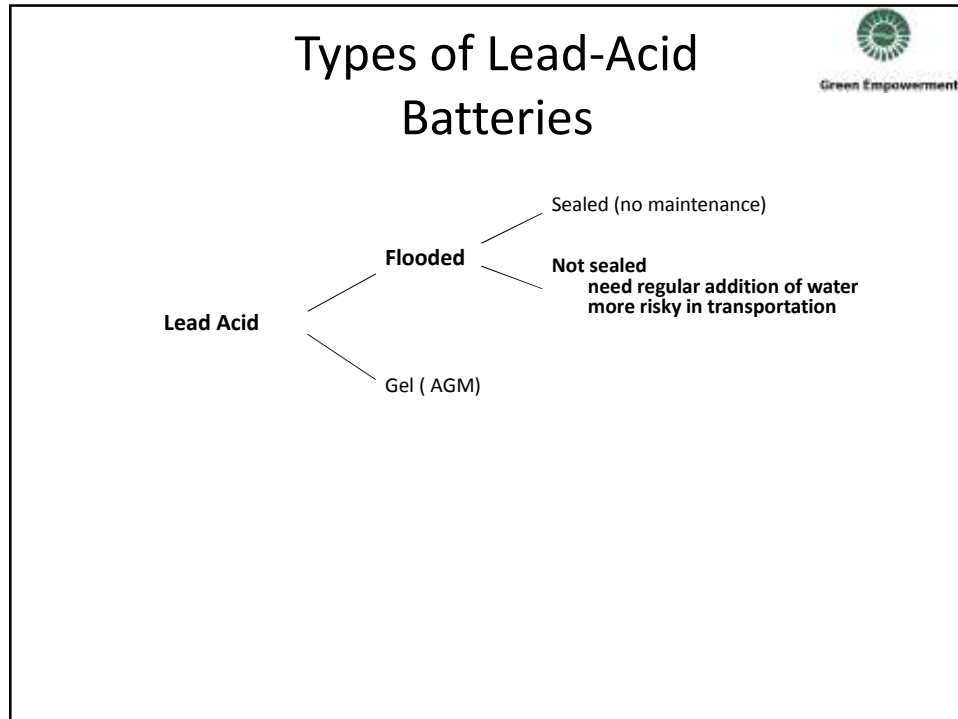 Types of Lead-Acid
Batteries
Green Empowerment
Sealed (no maintenance)
Flooded
Not sealed
need regular addition of water
more risky in transportation
Lead Acid
Gel ( AGM)